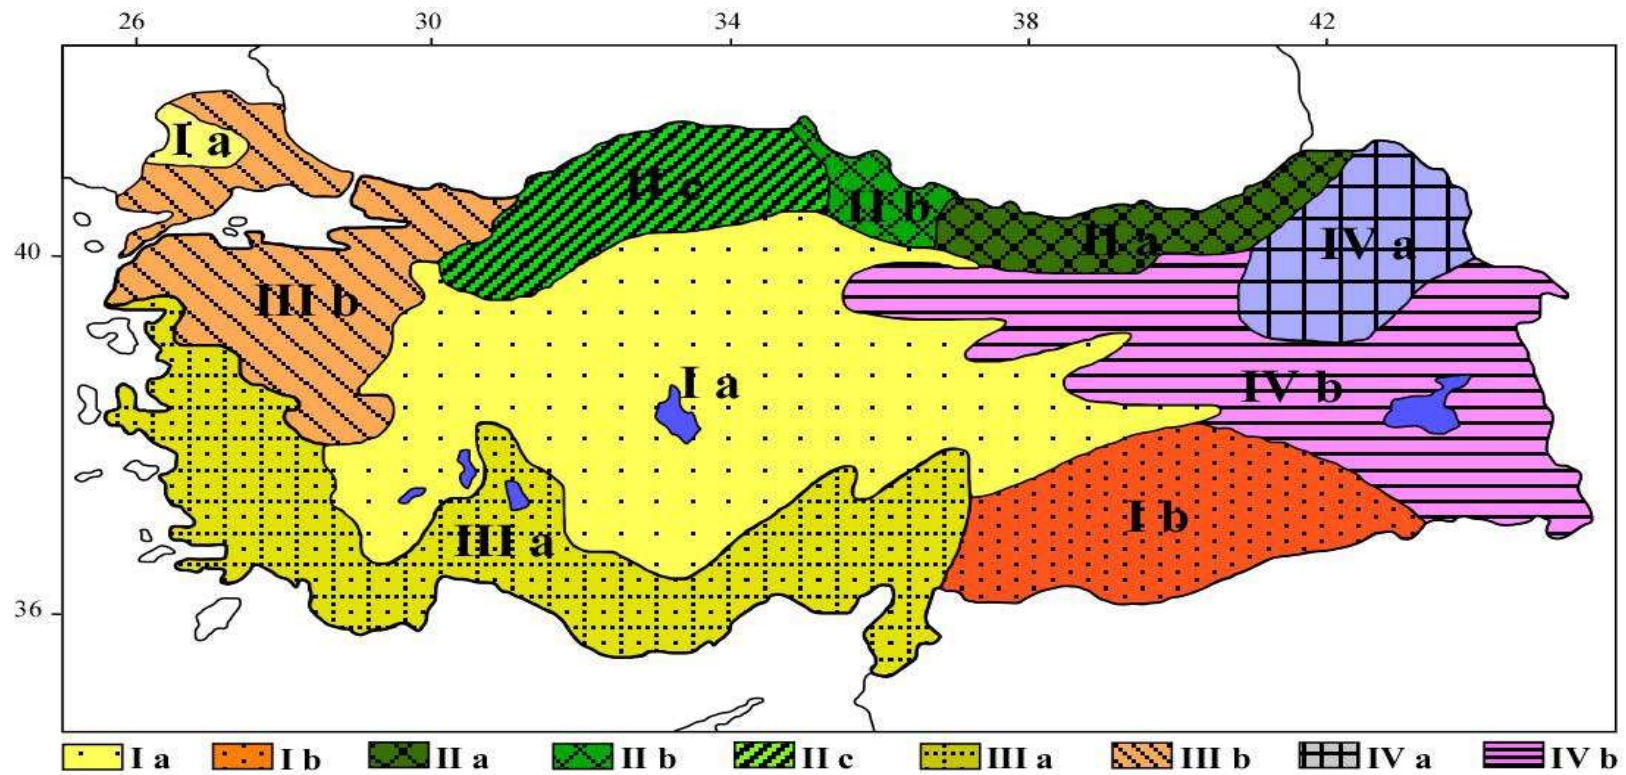 26 30 34 38 42
I a
II c
II b
II a
IV a
40
III b
I a
IV b
I b
III a
36
I a I b II a II b II c III a III b IV a IV b